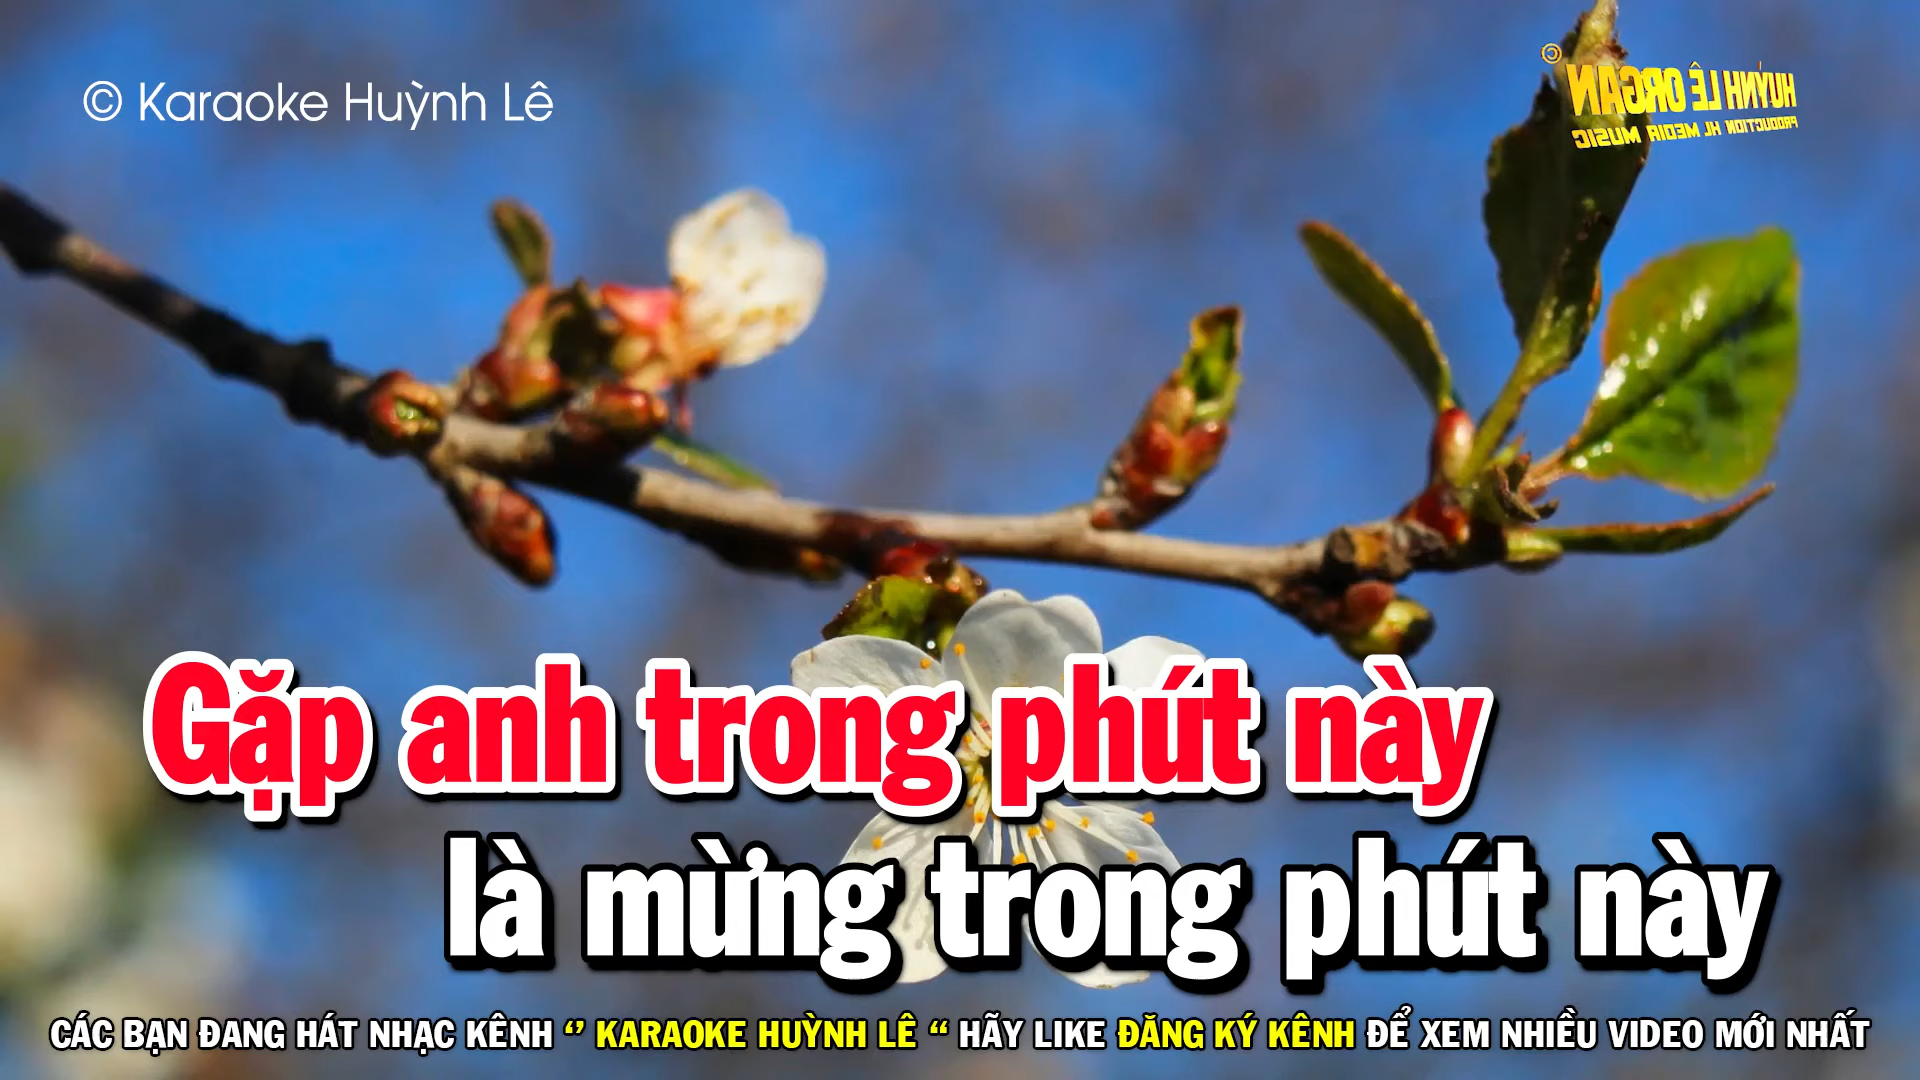 © Karaoke Huỳnh Lê
©
HUỲNH LÊ ORGAN
PRODUCTION HL MEDIA MUSIC
Gặp anh trong phút này
là mừng trong phút này
CÁC BẠN ĐANG HÁT NHẠC KÊNH ‘’ KARAOKE HUỲNH LÊ “ HÃY LIKE ĐĂNG KÝ KÊNH ĐỂ XEM NHIỀU VIDEO MỚI NHẤT